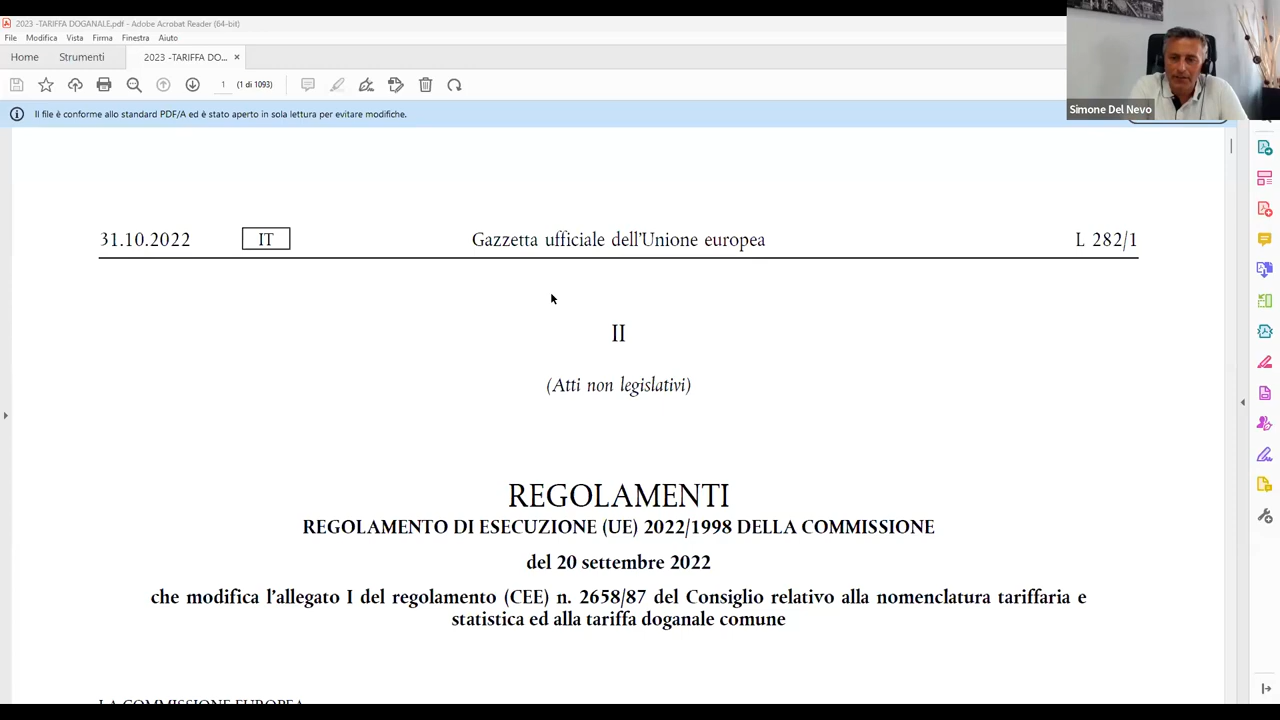 2023 -TARIFFA DOGANALE.pdf - Adobe Acrobat Reader (64-bit)
File Modifica Vista Firma Finestra Aiuto
Home Strumenti 2023 -TARIFFA DO... ×
1 (1 di 1093)
Simone Del Nevo
Il file è conforme allo standard PDF/A ed è stato aperto in sola lettura per evitare modifiche.
31.10.2022 IT Gazzetta ufficiale dell'Unione europea L 282/1
II
(Atti non legislativi)
REGOLAMENTI
REGOLAMENTO DI ESECUZIONE (UE) 2022/1998 DELLA COMMISSIONE
del 20 settembre 2022
che modifica l'allegato I del regolamento (CEE) n. 2658/87 del Consiglio relativo alla nomenclatura tariffaria e
statistica ed alla tariffa doganale comune
LA COMMISSIONE EUROPEA